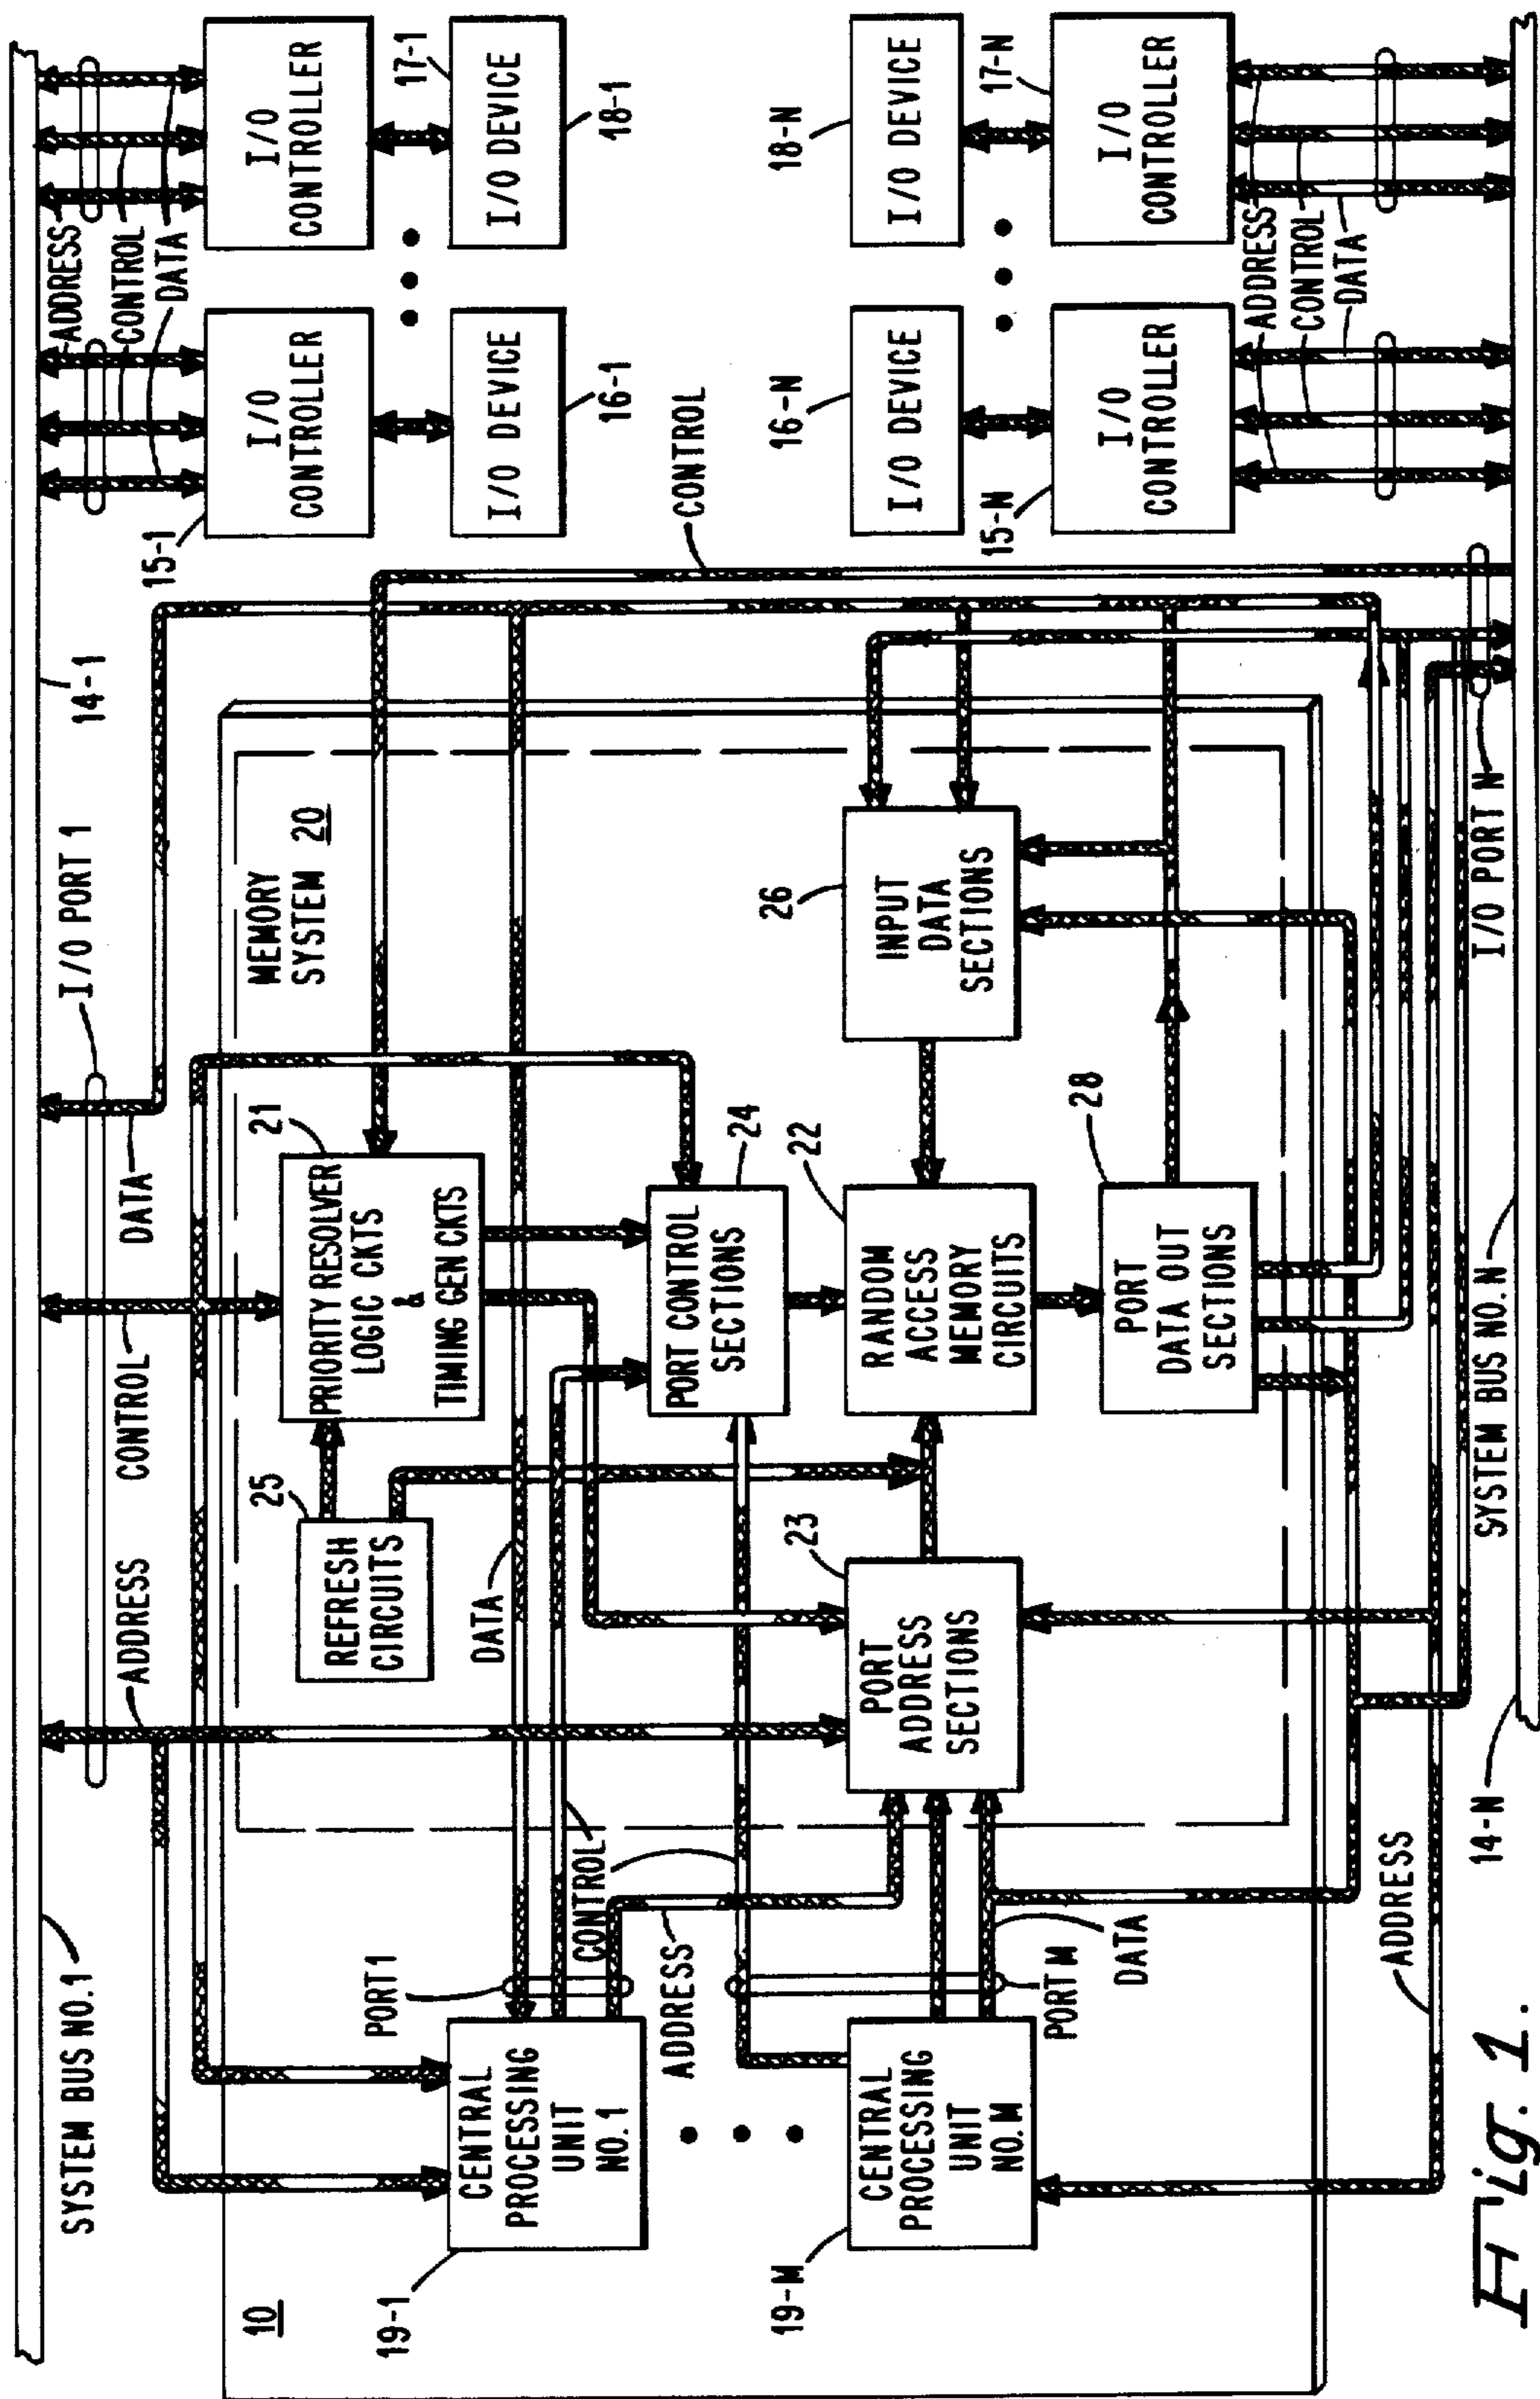 SYSTEM BUS NO.1
14-1
I/O PORT 1
ADDRESS
CONTROL
DATA
ADDRESS
CONTROL
DATA
15-1
I/O
CONTROLLER
I/O
CONTROLLER
17-1
I/O DEVICE
16-1
I/O DEVICE
18-1
10
MEMORY
SYSTEM 20
25
REFRESH
CIRCUITS
21
PRIORITY RESOLVER
LOGIC CKTS
&
TIMING GEN CKTS
CONTROL
19-1
CENTRAL
PROCESSING
UNIT
NO.1
PORT 1
DATA
CONTROL
ADDRESS
24
PORT CONTROL
SECTIONS
19-M
CENTRAL
PROCESSING
UNIT
NO.M
PORT M
DATA
23
PORT
ADDRESS
SECTIONS
22
RANDOM
ACCESS
MEMORY
CIRCUITS
26
INPUT
DATA
SECTIONS
28
PORT
DATA OUT
SECTIONS
16-N
I/O DEVICE
18-N
I/O DEVICE
15-N
I/O
CONTROLLER
17-N
I/O
CONTROLLER
ADDRESS
CONTROL
DATA
ADDRESS
14-N
SYSTEM BUS NO.N
I/O PORT N
Fig. 1.